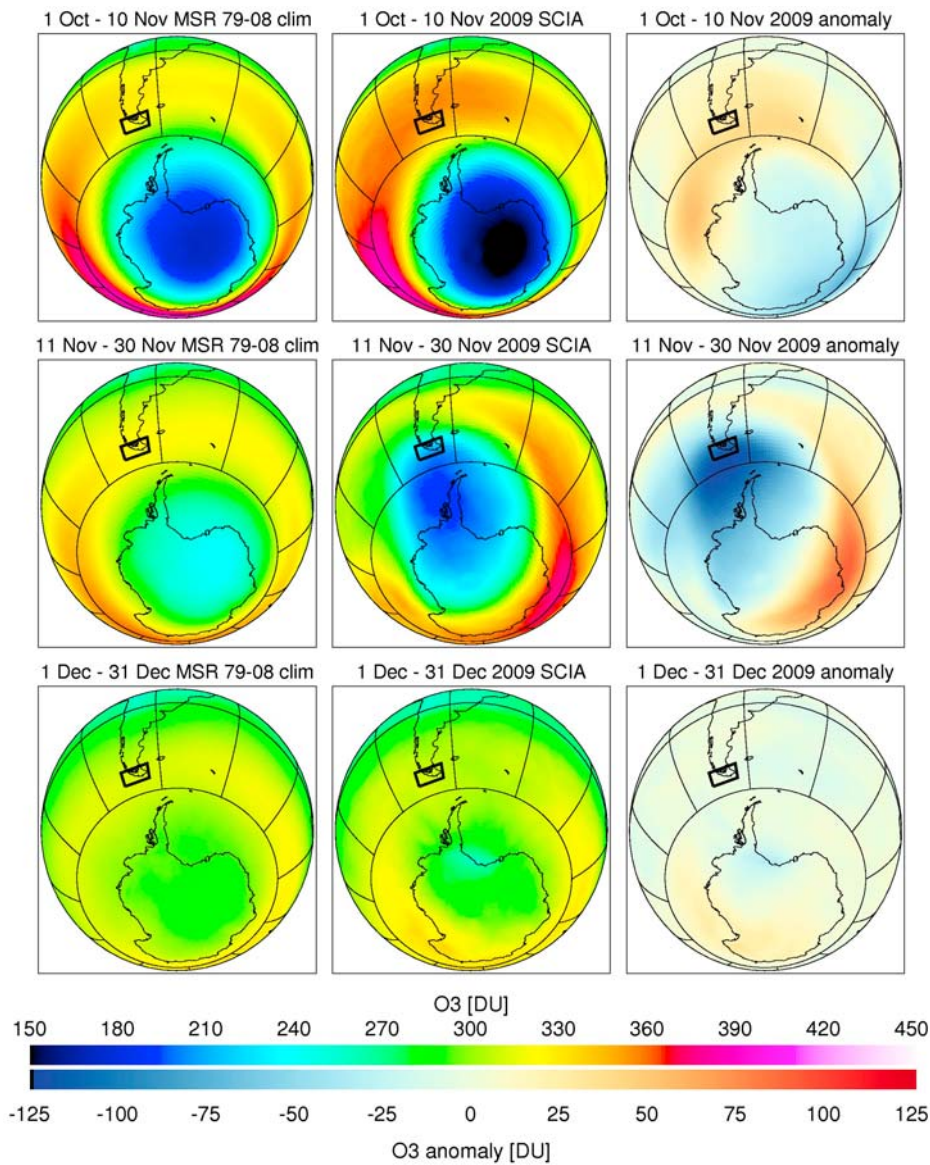 1 Oct - 10 Nov MSR 79-08 clim 1 Oct - 10 Nov 2009 SCIA 1 Oct - 10 Nov 2009 anomaly
11 Nov - 30 Nov MSR 79-08 clim 11 Nov - 30 Nov 2009 SCIA 11 Nov - 30 Nov 2009 anomaly
1 Dec - 31 Dec MSR 79-08 clim 1 Dec - 31 Dec 2009 SCIA 1 Dec - 31 Dec 2009 anomaly
O3 [DU]
150 180 210 240 270 300 330 360 390 420 450
-125 -100 -75 -50 -25 0 25 50 75 100 125
O3 anomaly [DU]